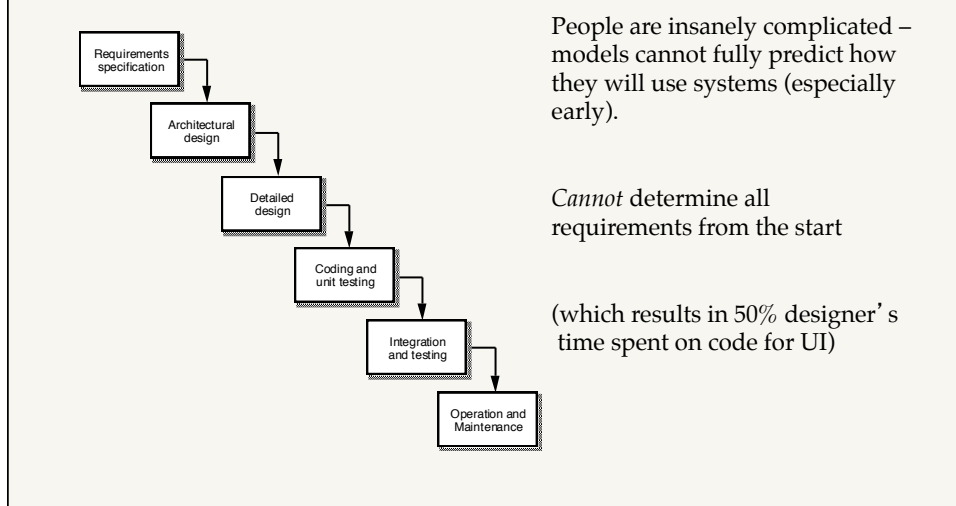 Requirements
specification
Architectural
design
Detailed
design
Coding and
unit testing
Integration
and testing
Operation and
Maintenance
People are insanely complicated –
models cannot fully predict how
they will use systems (especially
early).
Cannot determine all
requirements from the start
(which results in 50% designer’s
time spent on code for UI)